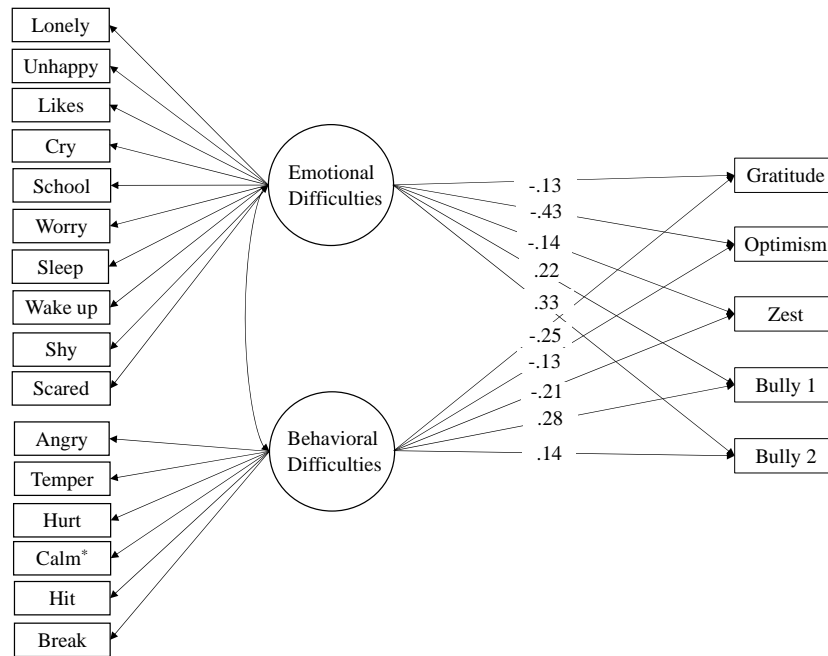 Lonely
Unhappy
Likes
Cry
School
Worry
Sleep
Wake up
Shy
Scared
Angry
Temper
Hurt
Calm*
Hit
Break
Emotional
Difficulties
Behavioral
Difficulties
-.13
-.43
-.14
.22
.33
-.25
-.13
-.21
.28
.14
Gratitude
Optimism
Zest
Bully 1
Bully 2